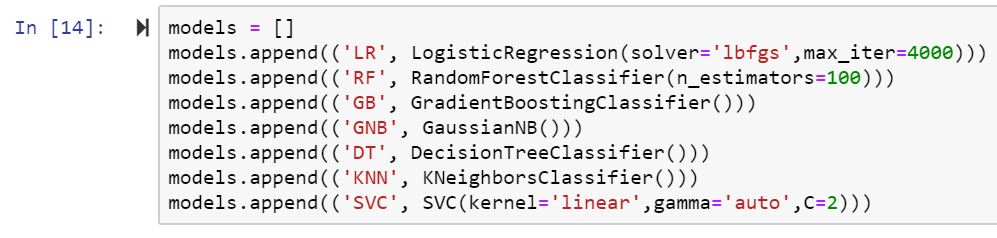 In [14]: models = []
models.append(('LR', LogisticRegression(solver='lbfgs',max_iter=4000)))
models.append(('RF', RandomForestClassifier(n_estimators=100)))
models.append(('GB', GradientBoostingClassifier()))
models.append(('GNB', GaussianNB()))
models.append(('DT', DecisionTreeClassifier()))
models.append(('KNN', KNeighborsClassifier()))
models.append(('SVC', SVC(kernel='linear',gamma='auto',C=2)))